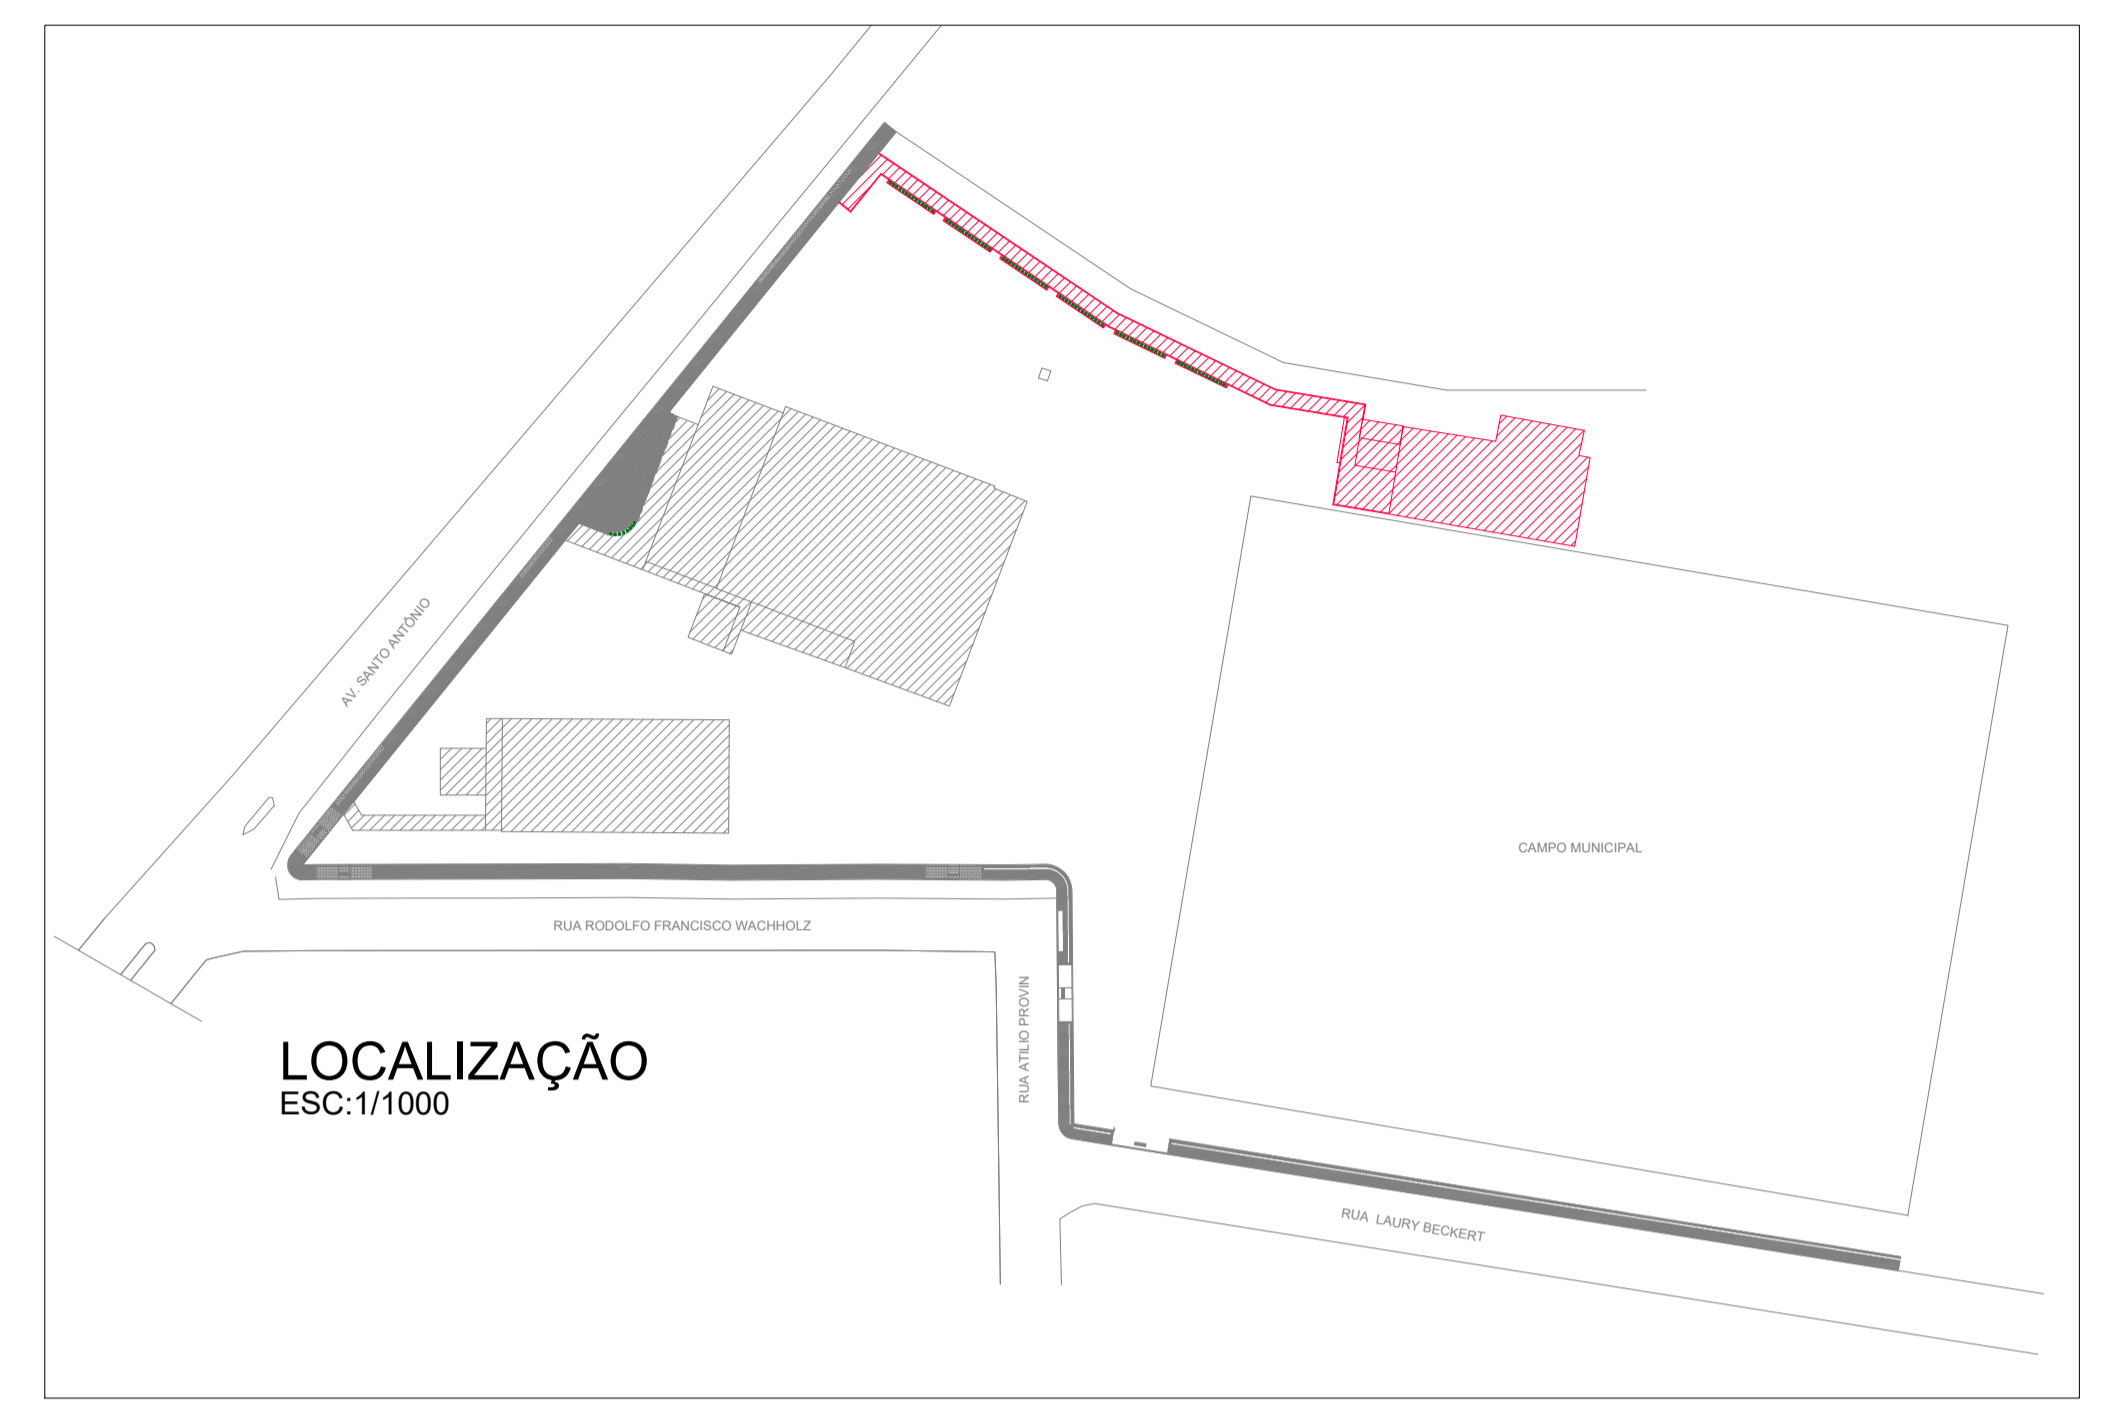 AV. SANTO ANTÔNIO
CAMPO MUNICIPAL
RUA RODOLFO FRANCISCO WACHHOLZ
RUA ATILIO PROVIN
LOCALIZAÇÃO
ESC:1/1000
RUA LAURY BECKERT